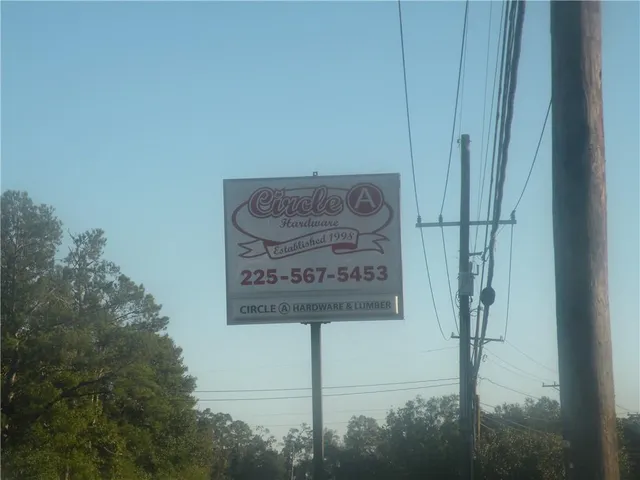 Circle A
Hardware
Established 1998
225-567-5453
CIRCLE A HARDWARE & LUMBER